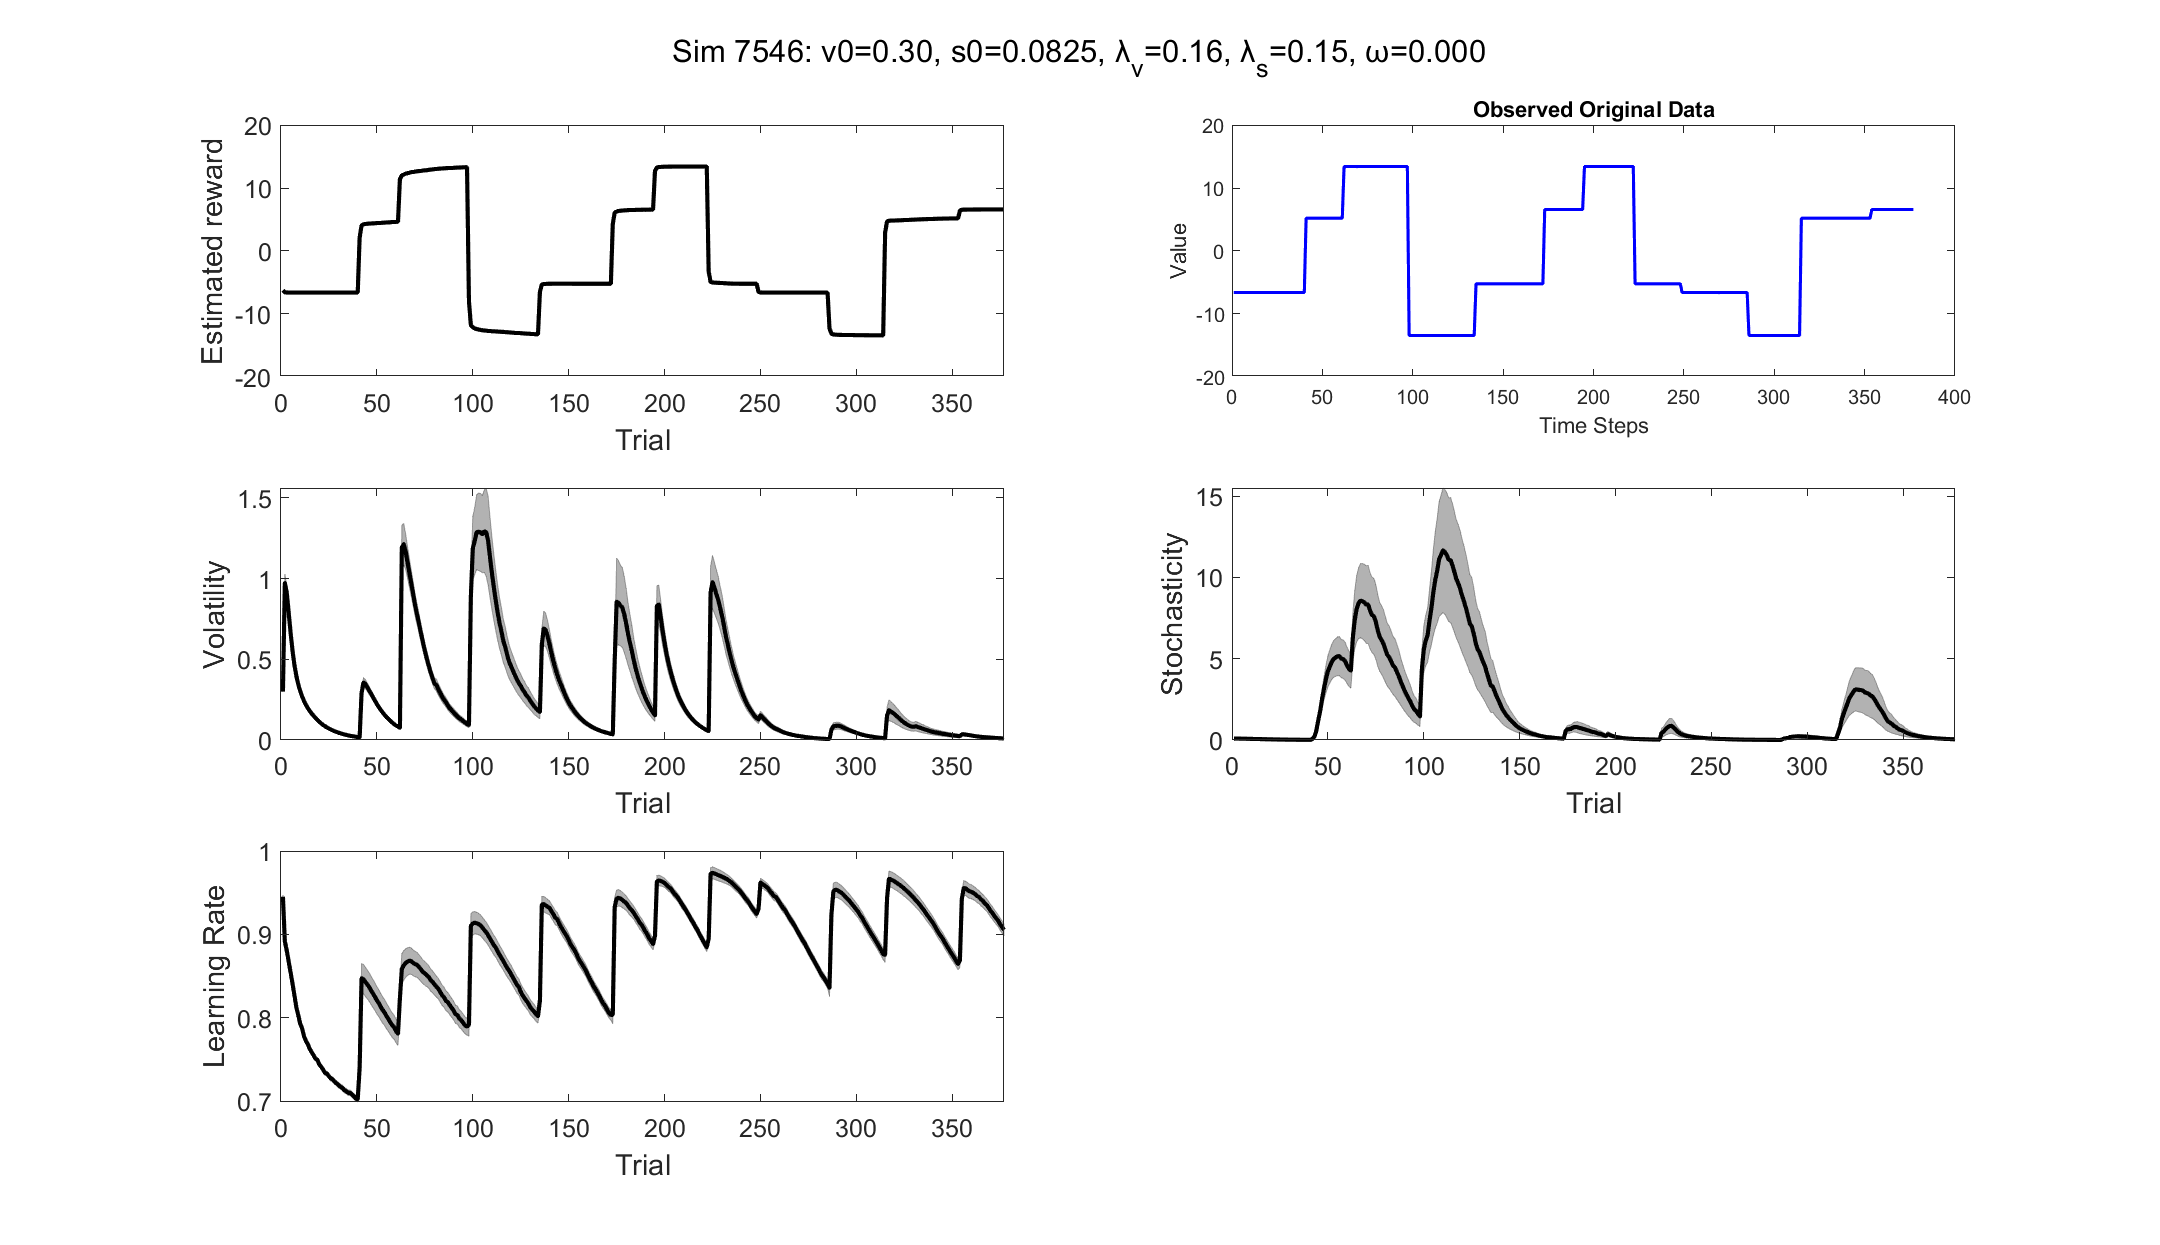 Sim 7546: v0=0.30, s0=0.0825, λ_v=0.16, λ_s=0.15, ω=0.000
20
10
0
-10
-20
Estimated reward
0 50 100 150 200 250 300 350
Trial
Observed Original Data
20
10
0
-10
-20
Value
0 50 100 150 200 250 300 350 400
Time Steps
1.5
1
0.5
0
Volatility
0 50 100 150 200 250 300 350
Trial
15
10
5
0
Stochasticity
0 50 100 150 200 250 300 350
Trial
1
0.9
0.8
0.7
Learning Rate
0 50 100 150 200 250 300 350
Trial